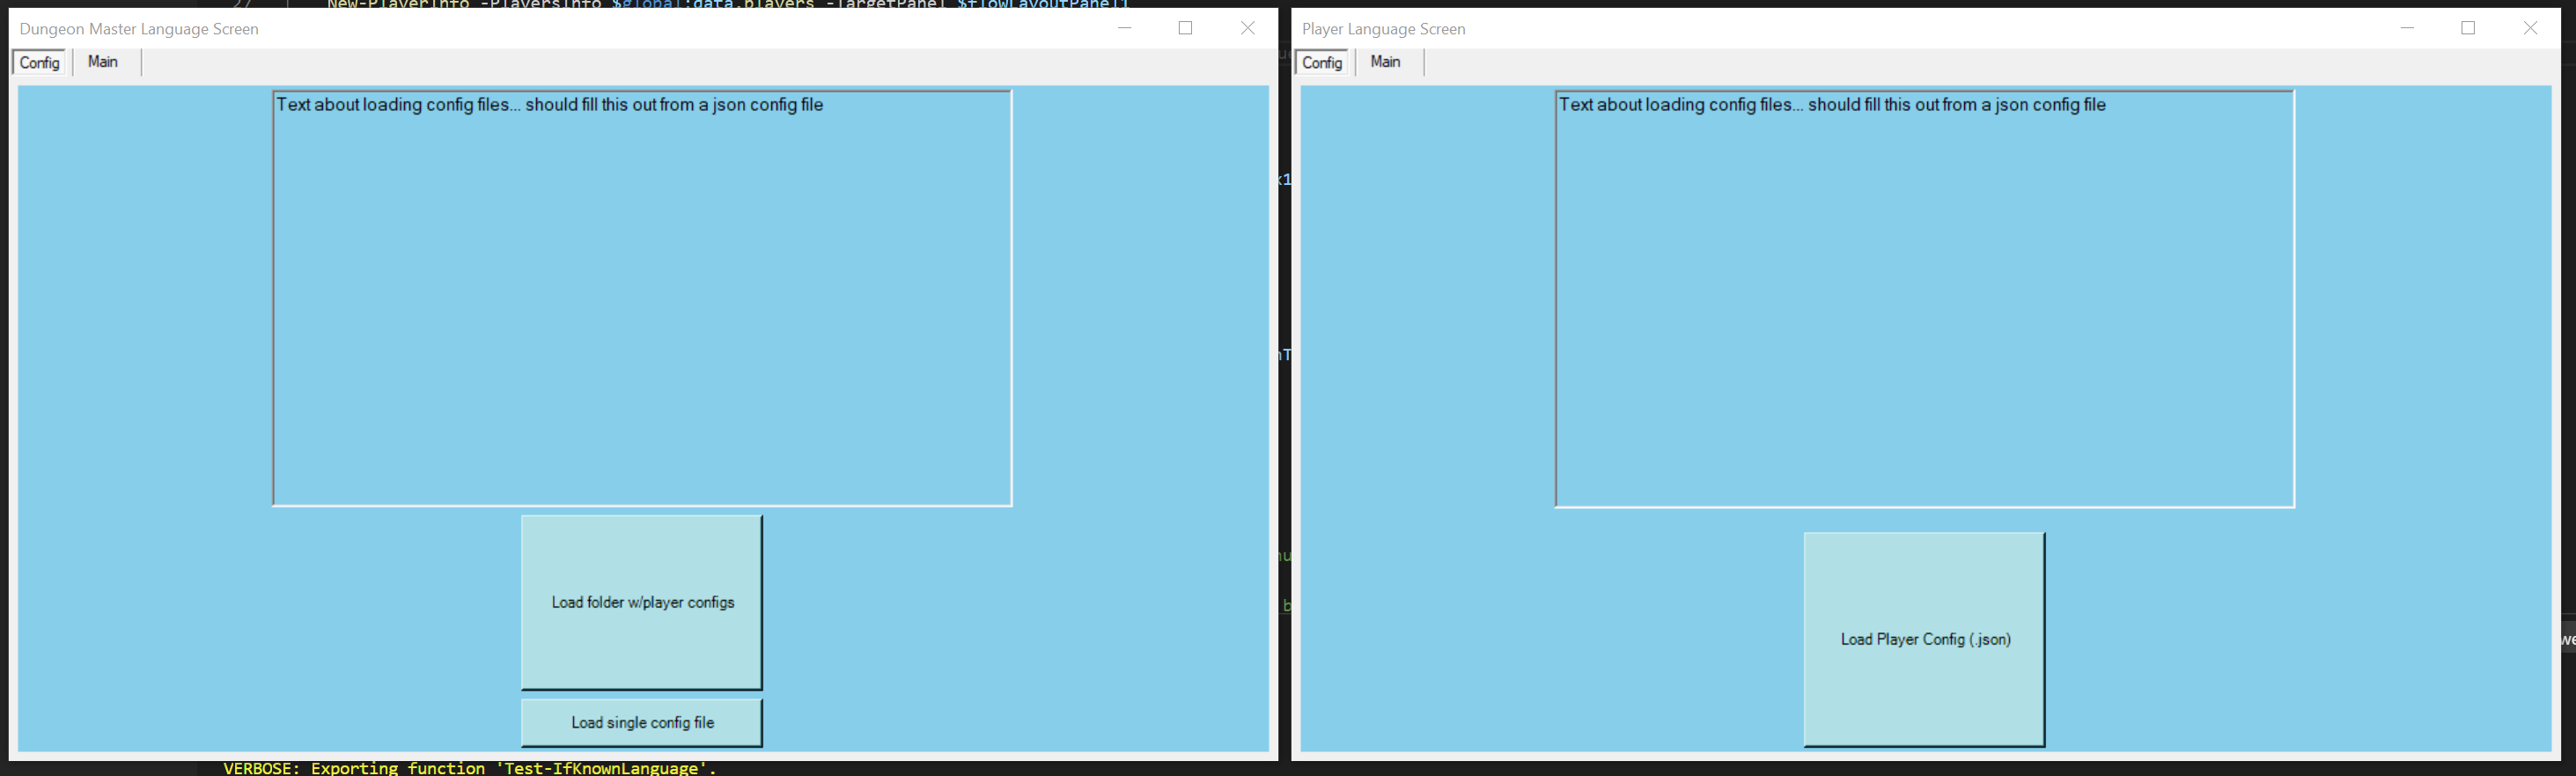 27 New-PlayerInfo -PlayersInfo $global:data.players -TargetPanel $flowLayoutPanel1
Dungeon Master Language Screen
Config Main
Text about loading config files... should fill this out from a json config file
Load folder w/player configs
Load single config file
Player Language Screen
Config Main
Text about loading config files... should fill this out from a json config file
Load Player Config (.json)
VERBOSE: Exporting function 'Test-IfKnownLanguage'.